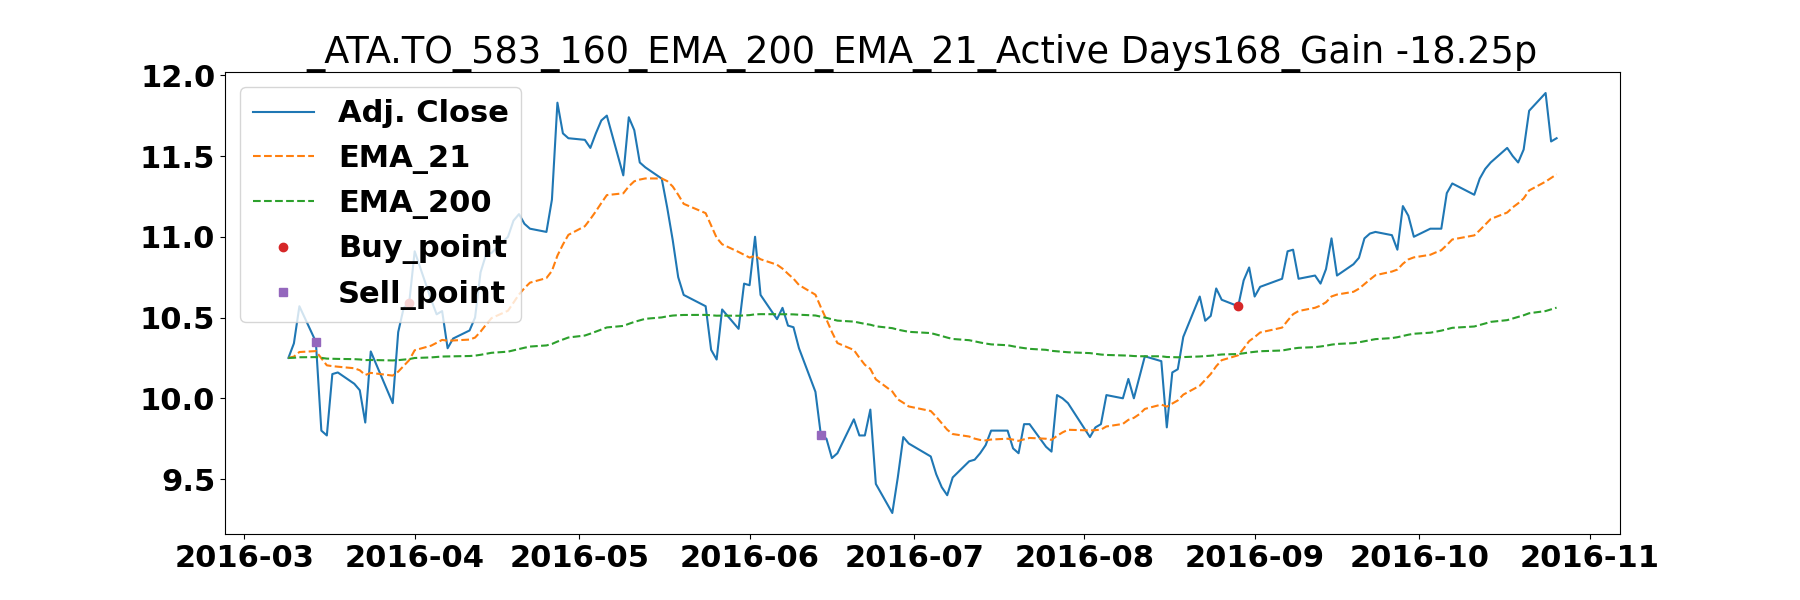 _ATA.TO_583_160_EMA_200_EMA_21_Active Days168_Gain -18.25p
12.0
11.5
11.0
10.5
10.0
9.5
Adj. Close
EMA_21
EMA_200
Buy_point
Sell_point
2016-03 2016-04 2016-05 2016-06 2016-07 2016-08 2016-09 2016-10 2016-11